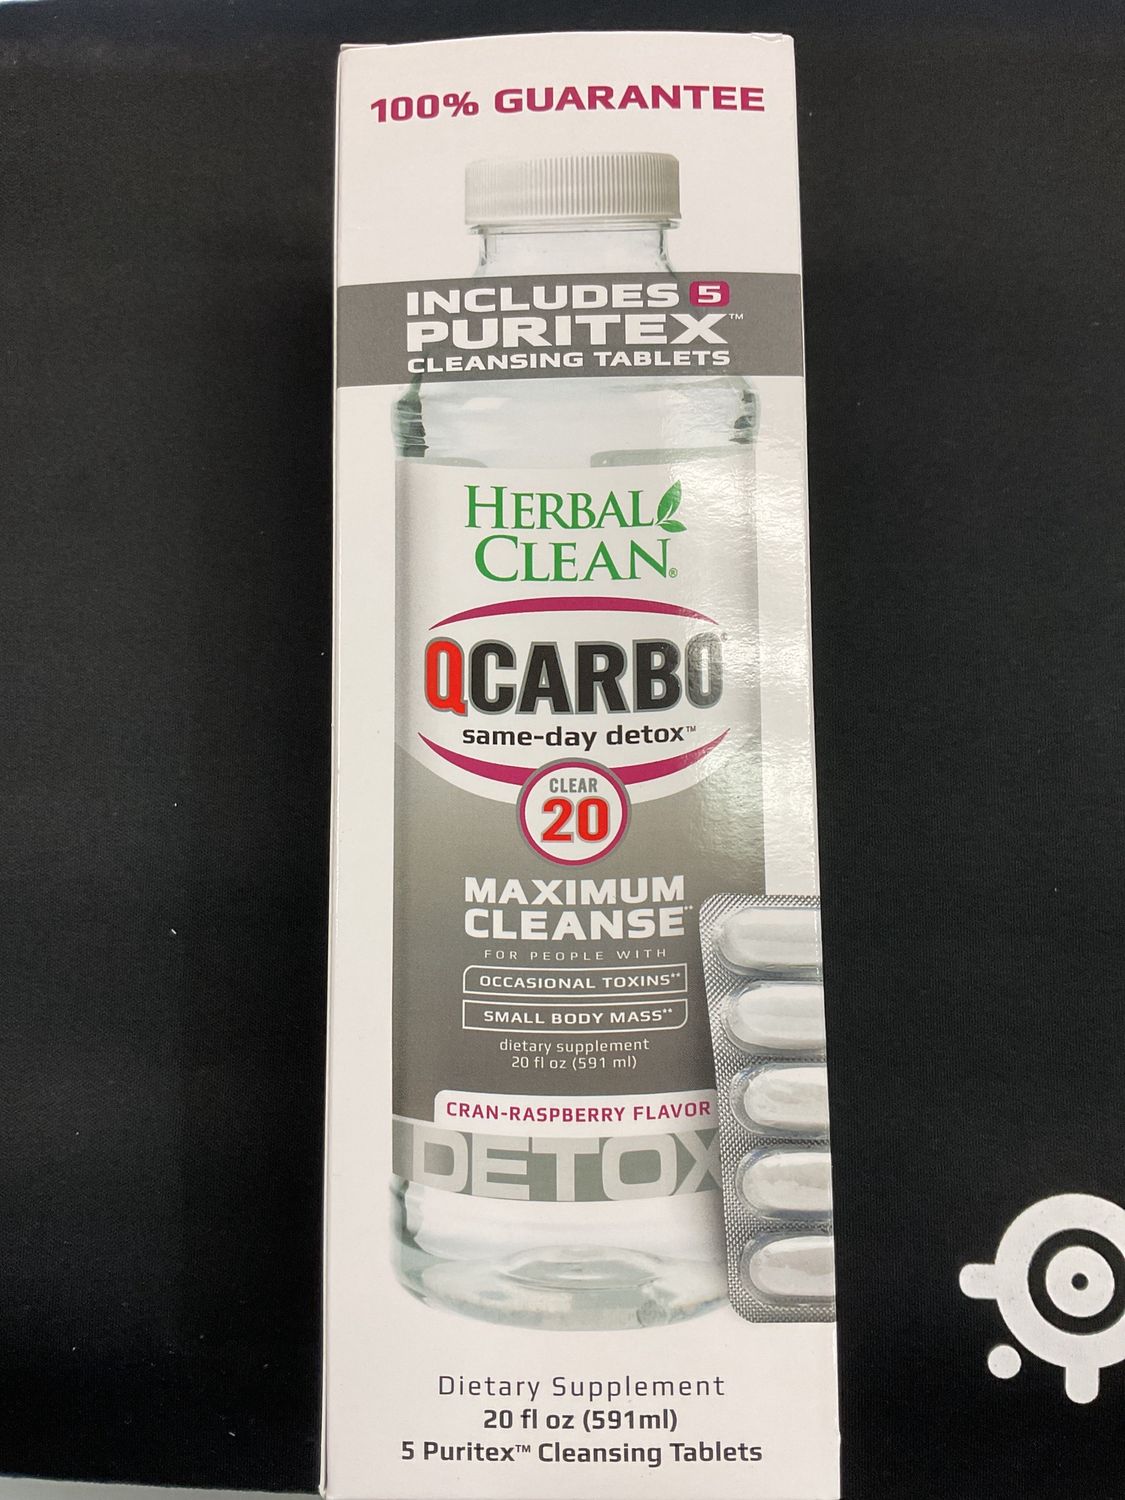 100% GUARANTEE
INCLUDES 5
PURITEX™
CLEANSING TABLETS
HERBAL
CLEAN®
QCARBO
same-day detox™
CLEAR
20
MAXIMUM
CLEANSE**
FOR PEOPLE WITH
OCCASIONAL TOXINS**
SMALL BODY MASS**
dietary supplement
20 fl oz (591 ml)
CRAN-RASPBERRY FLAVOR
DETOX
Dietary Supplement
20 fl oz (591ml)
5 Puritex™ Cleansing Tablets